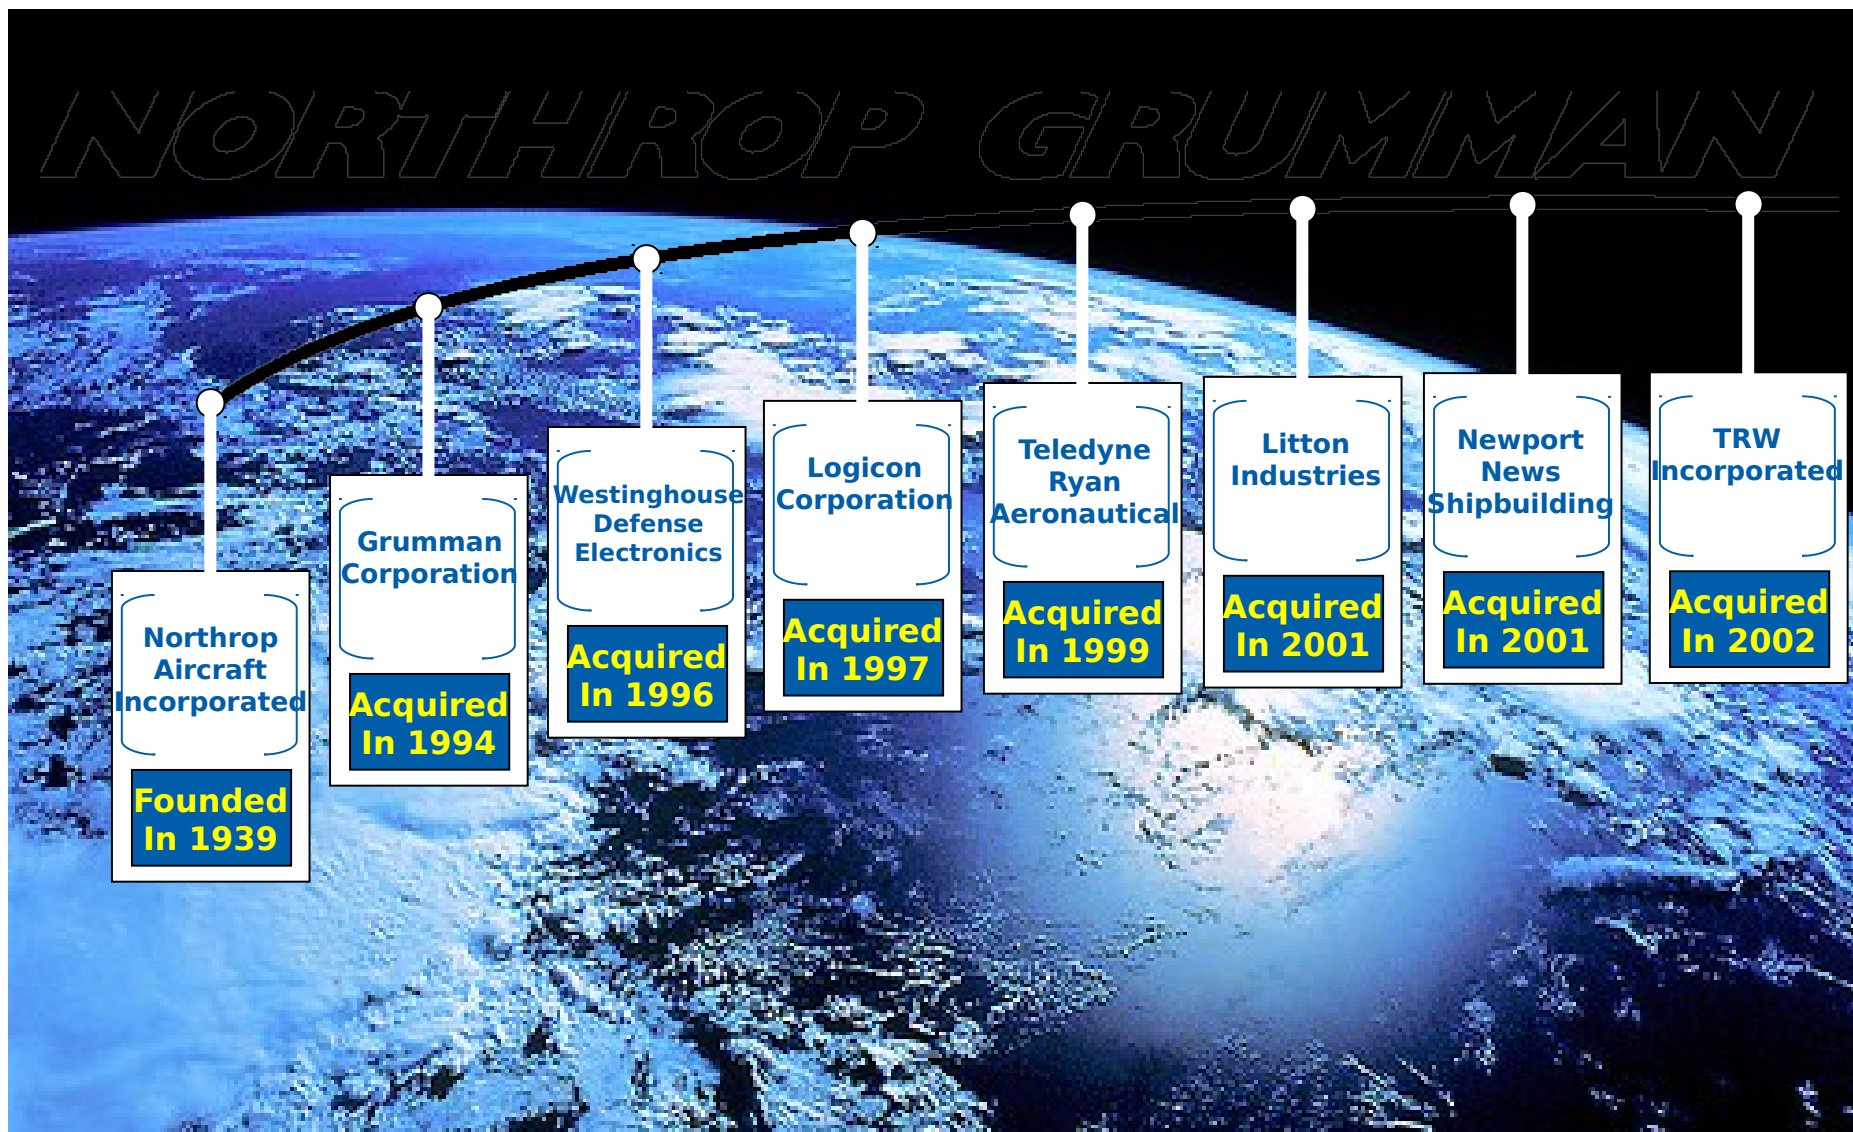 NORTHROP GRUMMAN
Northrop
Aircraft
Incorporated
Founded
In 1939
Grumman
Corporation
Acquired
In 1994
Westinghouse
Defense
Electronics
Acquired
In 1996
Logicon
Corporation
Acquired
In 1997
Teledyne
Ryan
Aeronautical
Acquired
In 1999
Litton
Industries
Acquired
In 2001
Newport
News
Shipbuilding
Acquired
In 2001
TRW
Incorporated
Acquired
In 2002